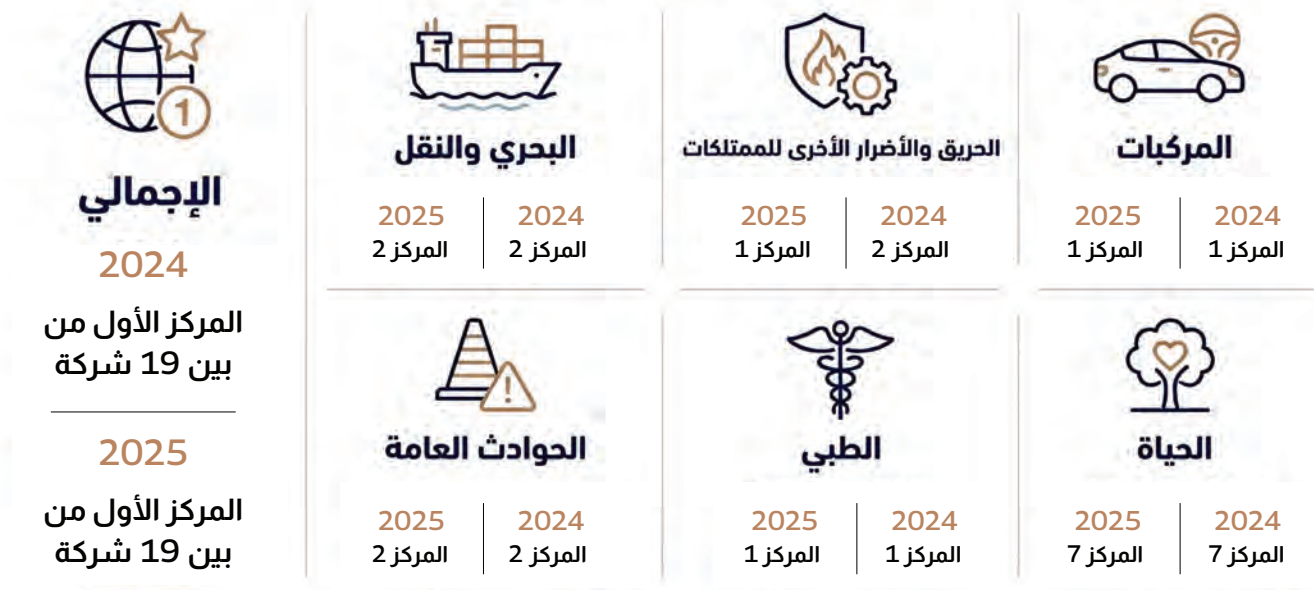 المركبات
2024 2025
المركز 1 المركز 1
الحريق والأضرار الأخرى للممتلكات
2024 2025
المركز 2 المركز 1
البحري والنقل
2024 2025
المركز 2 المركز 2
الحياة
2024 2025
المركز 7 المركز 7
الطبي
2024 2025
المركز 1 المركز 1
الحوادث العامة
2024 2025
المركز 2 المركز 2
1
الإجمالي
2024
المركز الأول من
بين 19 شركة
2025
المركز الأول من
بين 19 شركة